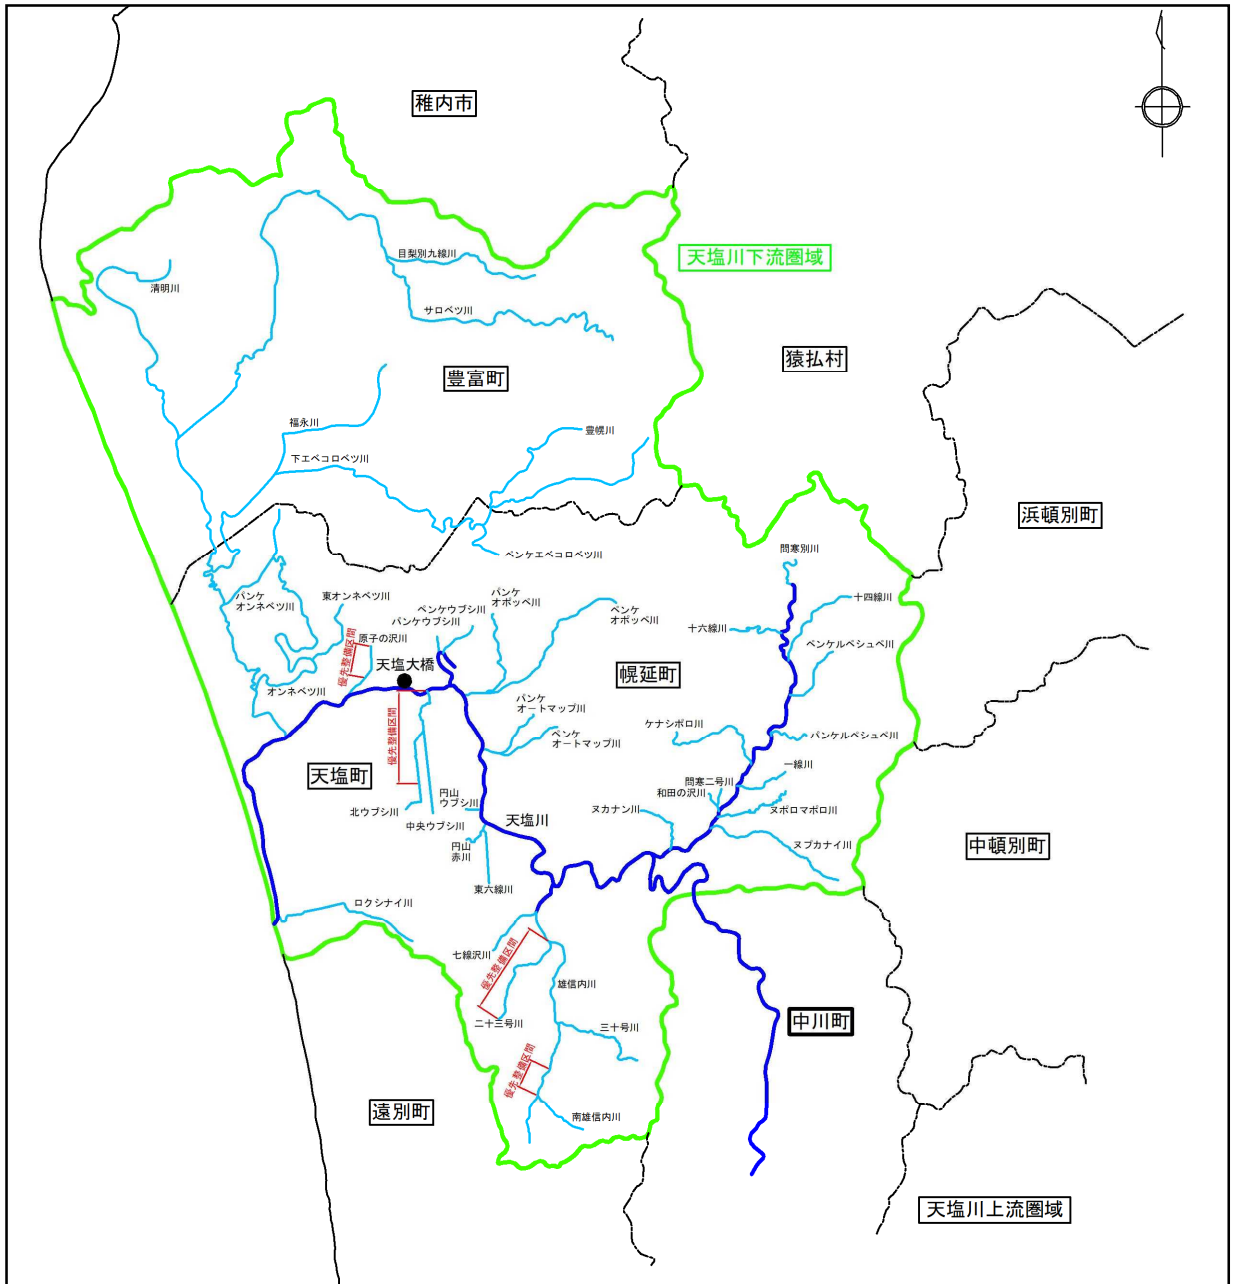 稚内市
目梨別九線川
天塩川下流圏域
清明川
サロベツ川
猿払村
豊富町
福永川
豊幌川
下エベコロベツ川
浜頓別町
ペンケエベコロベツ川
問寒別川
パンケ
オンネベツ川
東オンネベツ川
パンケ
オポッペ川
ペンケウブシ川
パンケウブシ川
ペンケ
オポッペ川
十四線川
十六線川
原子の沢川
優先整備区間
ペンケルベシュベ川
天塩大橋
幌延町
オンネベツ川
パンケ
オートマップ川
ペンケ
オートマップ川
ケナシポロ川
パンケルベシュベ川
優先整備区間
天塩町
一線川
問寒二号川
和田の沢川
円山
ウブシ川
北ウブシ川
中央ウブシ川
天塩川
ヌカナン川
ヌポロマポロ川
円山
赤川
ヌプカナイ川
中頓別町
東六線川
ロクシナイ川
七線沢川
優先整備区間
雄信内川
二十三号川
三十号川
中川町
優先整備区間
遠別町
南雄信内川
天塩川上流圏域